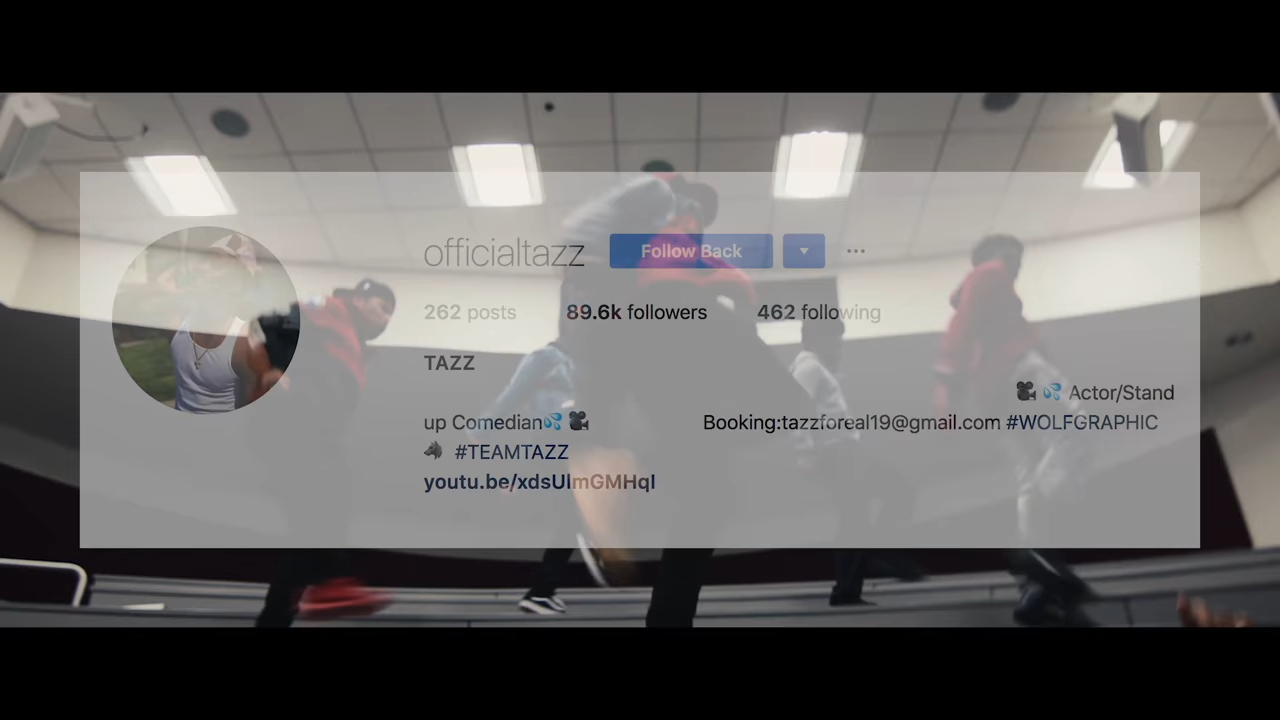 officialtazz Follow Back
262 posts 89.6k followers 462 following
TAZZ
Actor/Stand
up Comedian Booking:tazzforeal19@gmail.com #WOLFGRAPHIC
#TEAMTAZZ
youtu.be/xdsUlmGMHqI